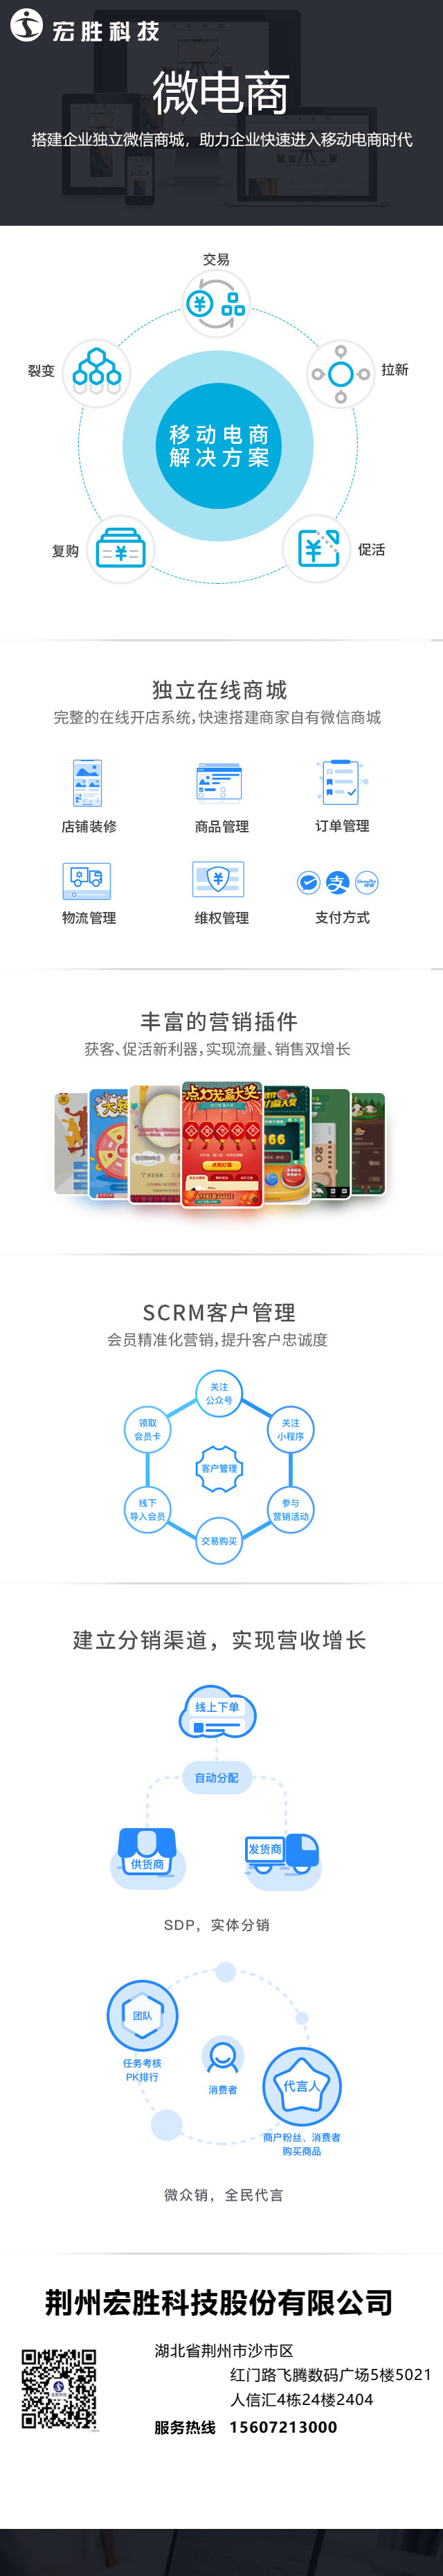 宏胜科技
微电商
搭建企业独立微信商城，助力企业快速进入移动电商时代
交易
裂变
拉新
移动电商
解决方案
复购
促活
独立在线商城
完整的在线开店系统,快速搭建商家自有微信商城
店铺装修
商品管理
订单管理
物流管理
维权管理
支付方式
丰富的营销插件
获客、促活新利器,实现流量、销售双增长
点灯笼赢大奖
SCRM客户管理
会员精准化营销,提升客户忠诚度
关注
公众号
领取
会员卡
关注
小程序
客户管理
线下
导入会员
参与
营销活动
交易购买
建立分销渠道，实现营收增长
线上下单
自动分配
供货商
发货商
SDP，实体分销
团队
任务考核
PK排行
消费者
代言人
商户粉丝、消费者
购买商品
微众销，全民代言
荆州宏胜科技股份有限公司
湖北省荆州市沙市区
红门路飞腾数码广场5楼5021
人信汇4栋24楼2404
服务热线 15607213000